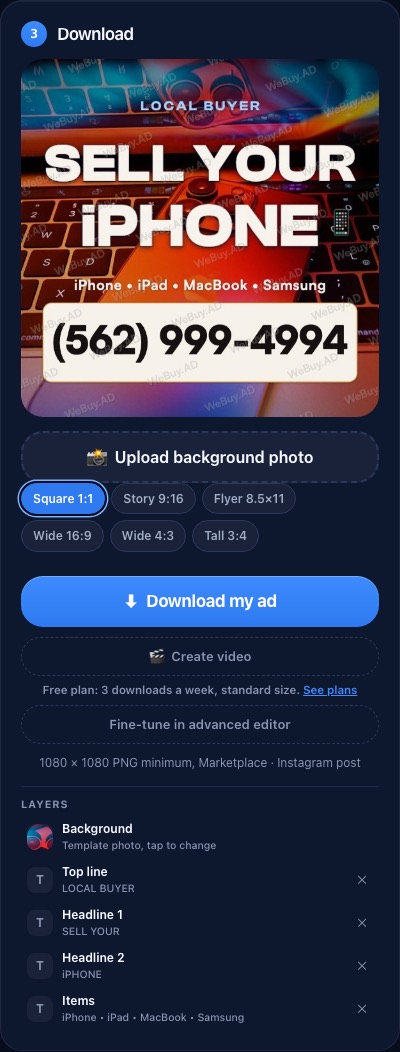 3 Download
LOCAL BUYER
SELL YOUR
iPHONE
iPhone • iPad • MacBook • Samsung
(562) 999-4994
WeBuy.AD
Upload background photo
Square 1:1 Story 9:16 Flyer 8.5×11
Wide 16:9 Wide 4:3 Tall 3:4
⬇ Download my ad
Create video
Free plan: 3 downloads a week, standard size. See plans
Fine-tune in advanced editor
1080 × 1080 PNG minimum, Marketplace · Instagram post
LAYERS
Background
Template photo, tap to change
T Top line
LOCAL BUYER
T Headline 1
SELL YOUR
T Headline 2
iPHONE
T Items
iPhone • iPad • MacBook • Samsung